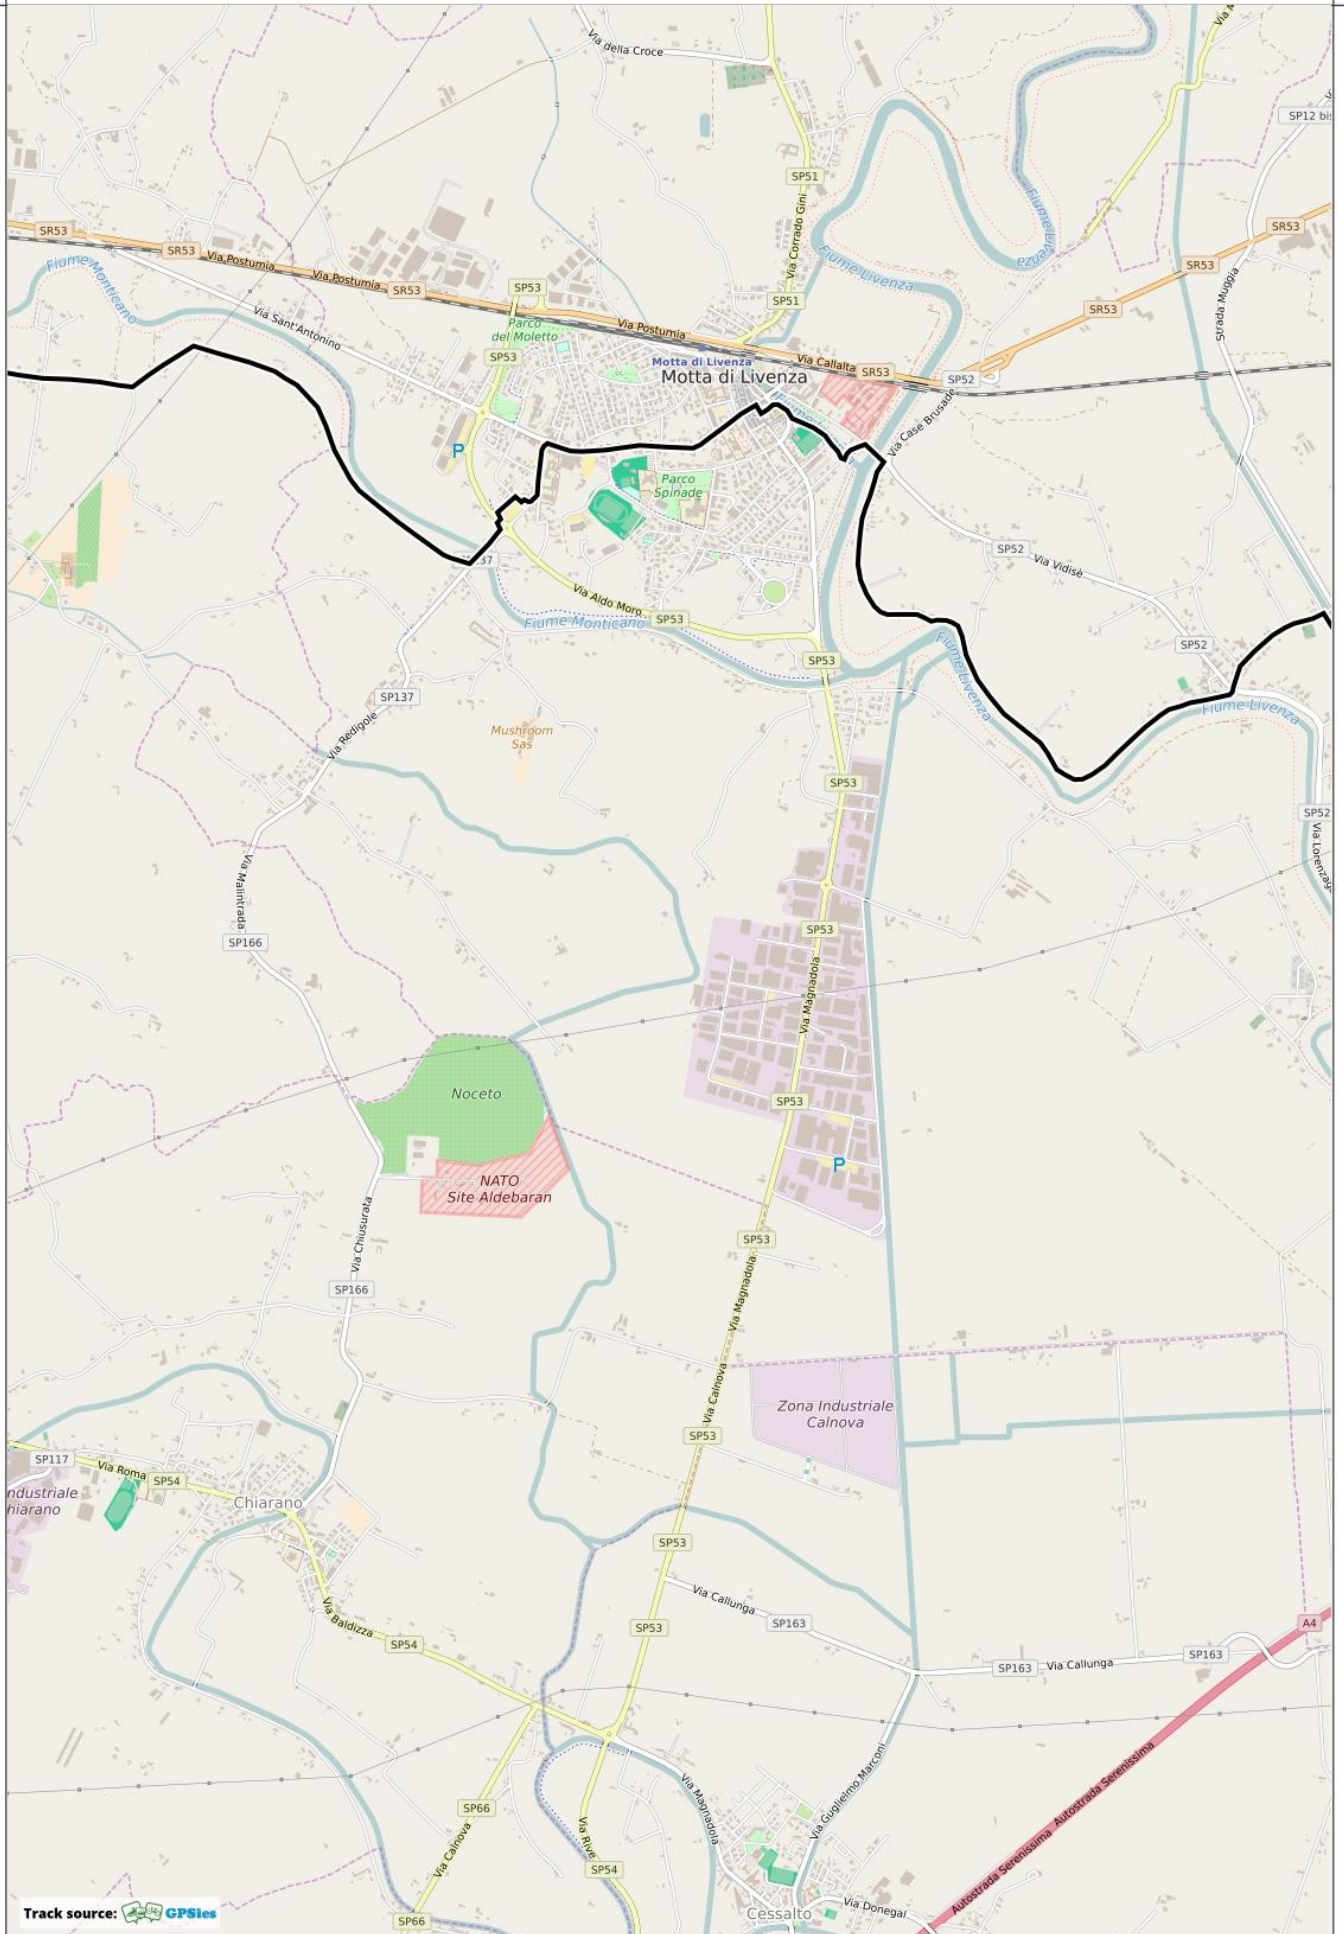 Via della Croce
SP12 bis
SP51
SR53
SR53
Via Postumia
Via Postumia
SR53
Fiume Monticano
Via Sant'Antonino
SP53
Parco
del Moletto
SP53
Via Postumia
Via Corrado Gini
SP51
Fiume Livenza
Fiume Livenza
SR53
SR53
SR53
Strada Muggia
Motta di Livenza
Motta di Livenza
Via Callalta
SR53
SP52
Fiume
Via Case Brusade
P
Parco
Spinade
SP52
Via Vidisè
Via Aldo Moro
SP53
Fiume Monticano
SP53
SP52
Fiume Livenza
Fiume Livenza
SP137
Via Redigole
Mushroom
Sas
SP53
SP52
Via Malintrada
SP166
SP53
Via Magnadola
Noceto
SP53
P
NATO
Site Aldebaran
Via Chiusurata
SP53
Via Magnadola
SP166
Via Calnova
Zona Industriale
Calnova
SP53
SP117
Via Roma
SP54
Chiarano
ndustriale
hiarano
SP53
Via Callunga
SP163
SP53
Via Baldizza
SP54
SP163
Via Callunga
SP163
A4
Via Guglielmo Marconi
Via Magnadola
SP66
Via Calnova
Via Rive
SP54
Autostrada Serenissima
Autostrada Serenissima
Via Donegal
Cessalto
SP66
Track source: GPSies